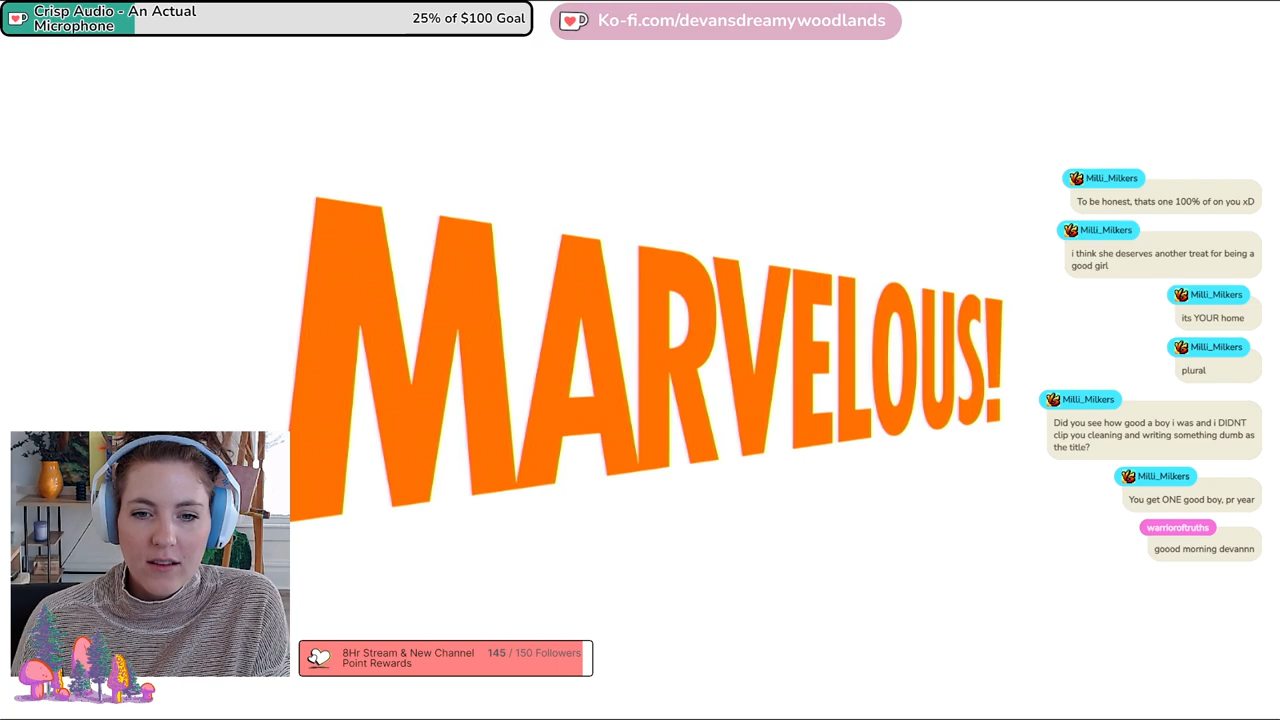 Crisp Audio - An Actual
Microphone
25% of $100 Goal
Ko-fi.com/devansdreamywoodlands
MARVELOUS!
Milli_Milkers
To be honest, thats one 100% of on you xD
Milli_Milkers
i think she deserves another treat for being a
good girl
Milli_Milkers
its YOUR home
Milli_Milkers
plural
Milli_Milkers
Did you see how good a boy i was and i DIDNT
clip you cleaning and writing something dumb as
the title?
Milli_Milkers
You get ONE good boy, pr year
warrioroftruths
goood morning devannn
8Hr Stream & New Channel
Point Rewards
145 / 150 Followers